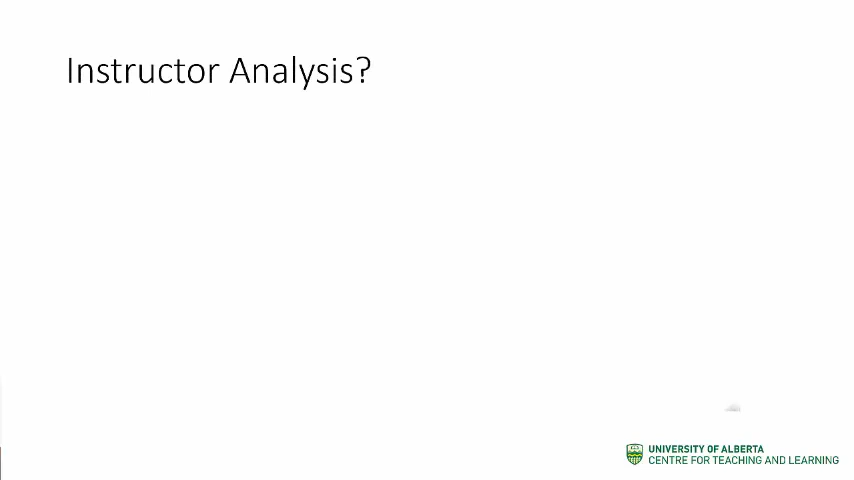 Instructor Analysis?
UNIVERSITY OF ALBERTA
CENTRE FOR TEACHING AND LEARNING